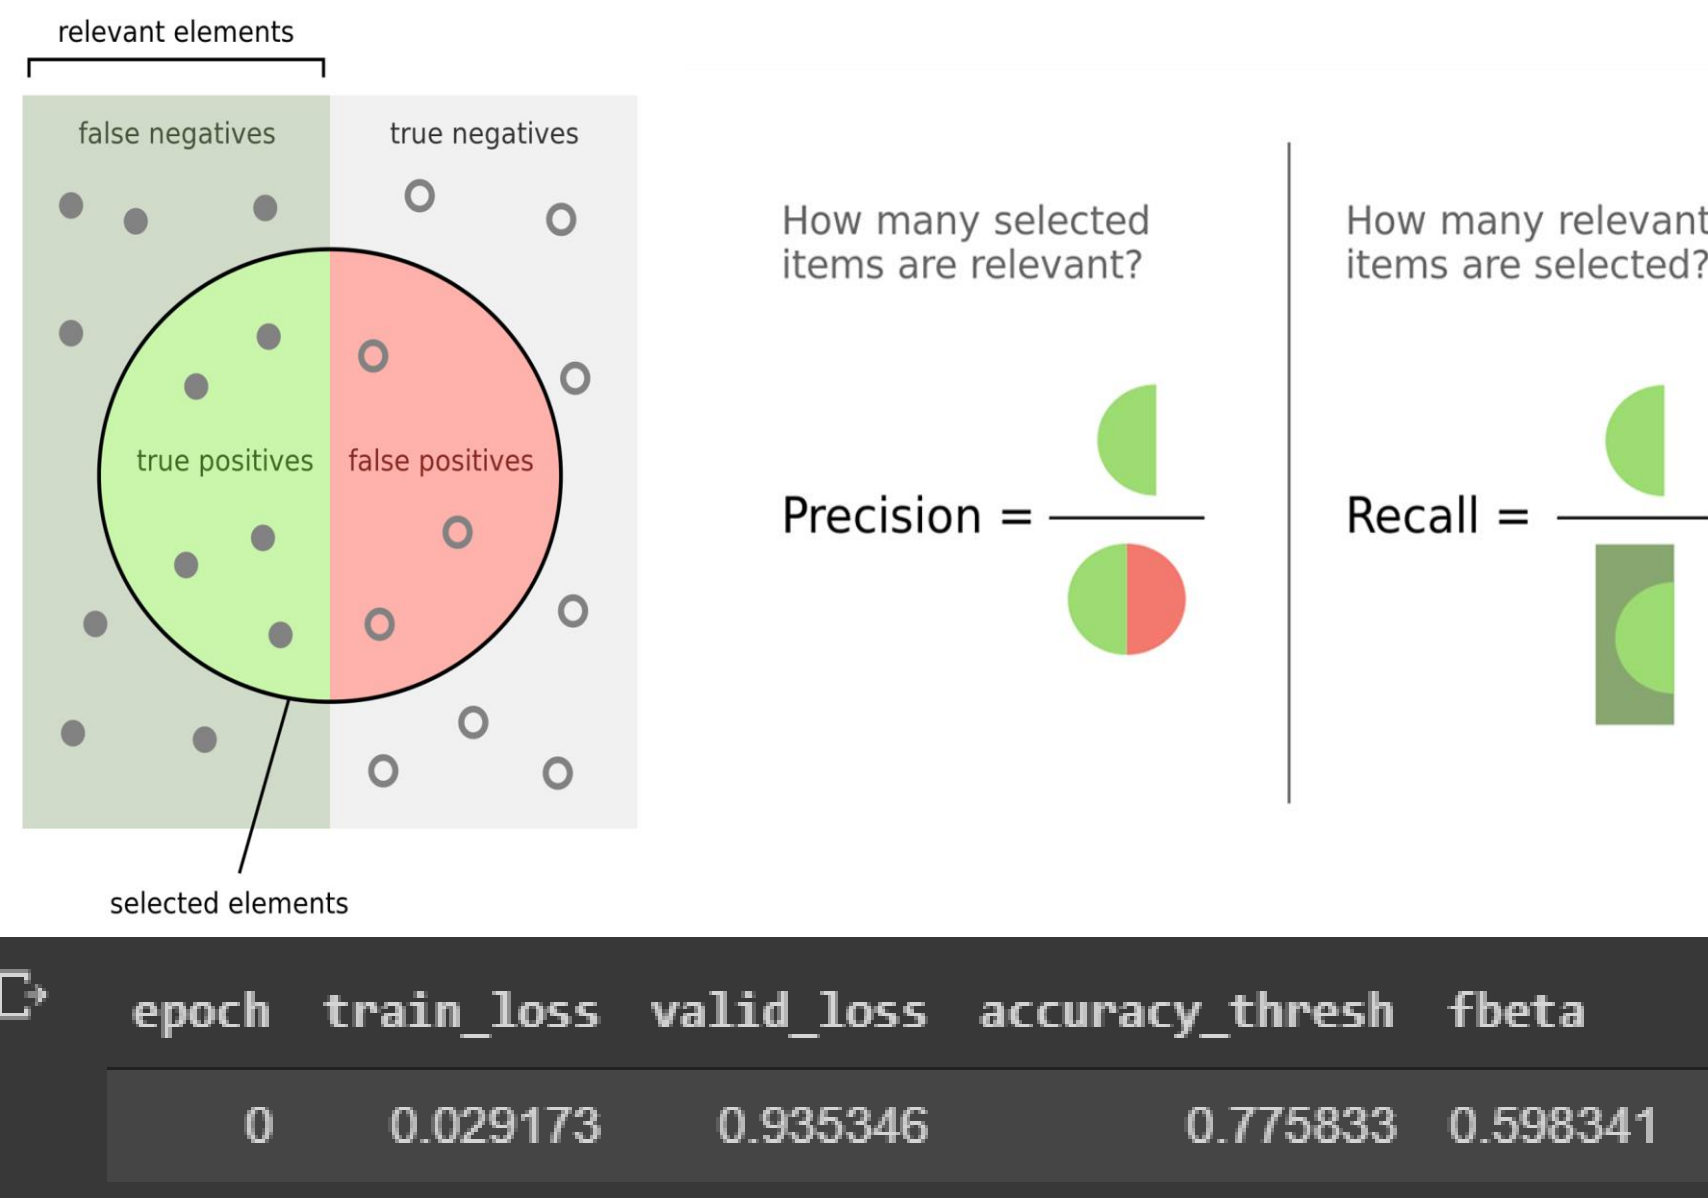 relevant elements
false negatives
true negatives
true positives
false positives
selected elements
How many selected
items are relevant?
Precision =
How many relevant
items are selected?
Recall =
epoch train_loss valid_loss accuracy_thresh fbeta
0 0.029173 0.935346 0.775833 0.598341